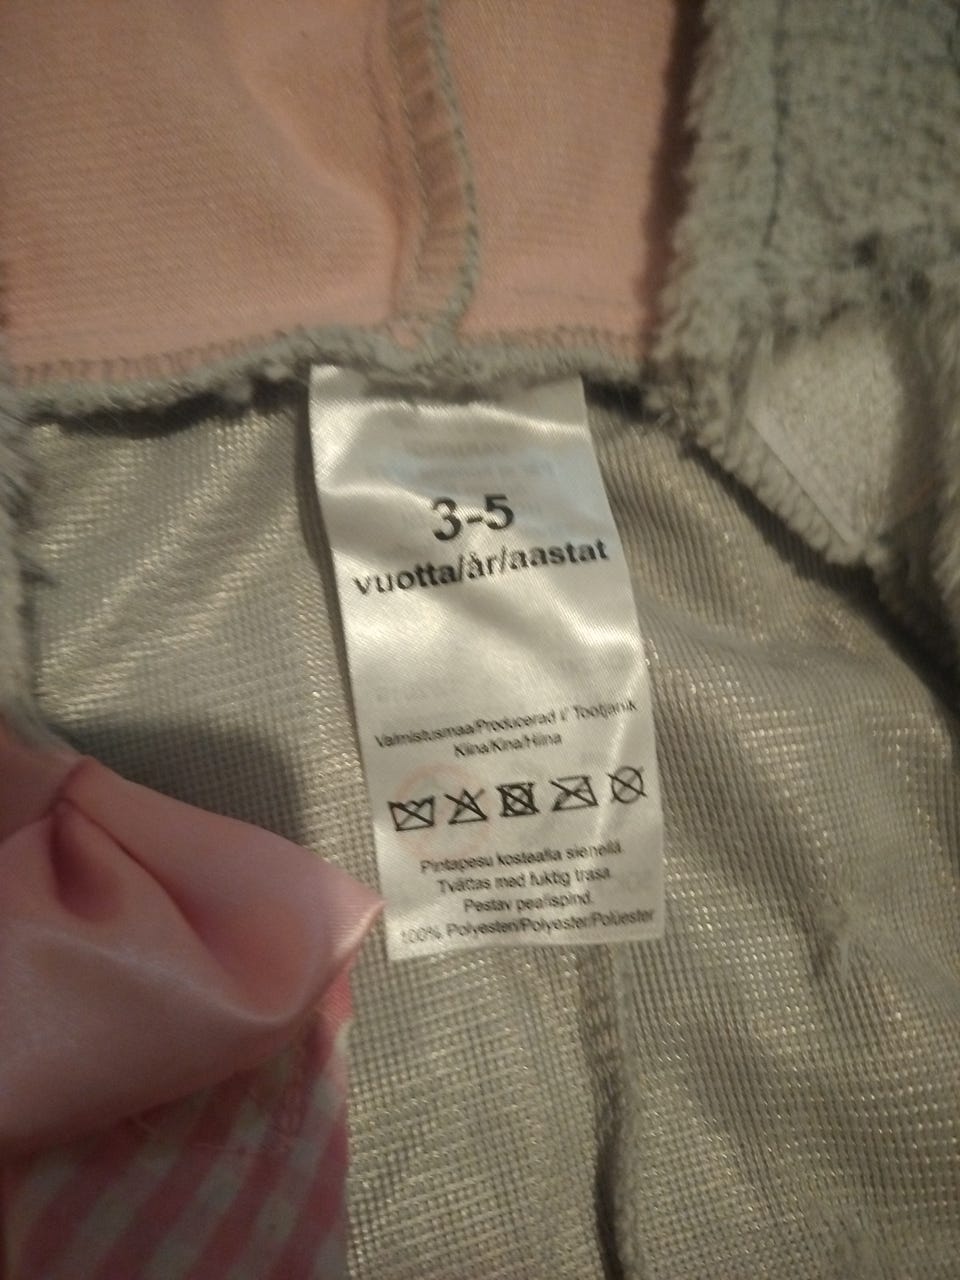 3-5
vuotta/år/aastat
Valmistusmaa/Producerad i/ Tootjariik
Kiina/Kina/Hiina
Pintapesu kostealla sienellä.
Tvättas med fuktig trasa.
Pestav pealispind.
100% Polyesteri/Polyester/Polüester